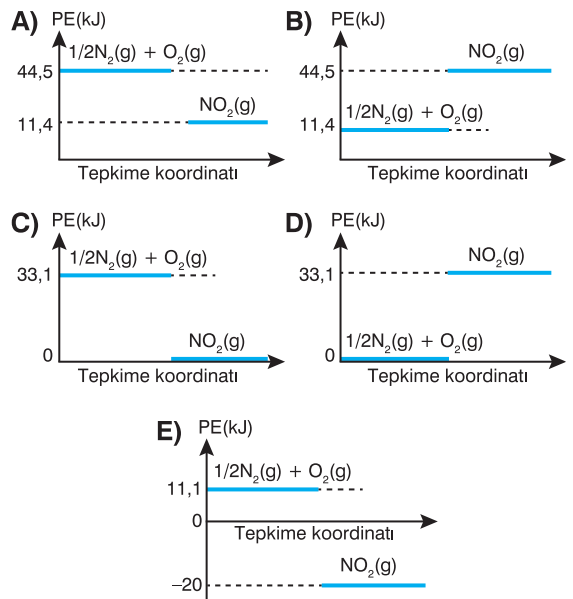 A) PE(kJ)
1/2N₂(g) + O₂(g)
44,5
NO₂(g)
11,4
Tepkime koordinatı
B) PE(kJ)
NO₂(g)
44,5
1/2N₂(g) + O₂(g)
11,4
Tepkime koordinatı
C) PE(kJ)
1/2N₂(g) + O₂(g)
33,1
NO₂(g)
0
Tepkime koordinatı
D) PE(kJ)
NO₂(g)
33,1
1/2N₂(g) + O₂(g)
0
Tepkime koordinatı
E) PE(kJ)
1/2N₂(g) + O₂(g)
11,1
0
Tepkime koordinatı
NO₂(g)
–20